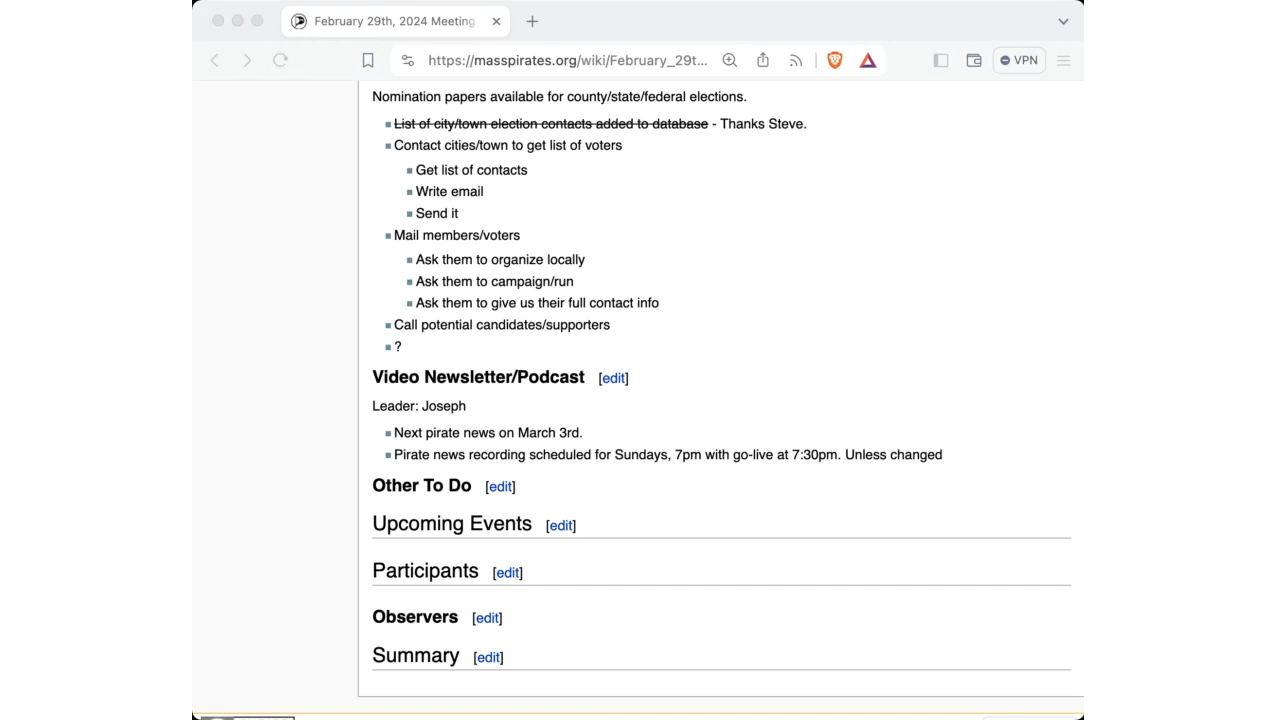 February 29th, 2024 Meeting
https://masspirates.org/wiki/February_29t...
VPN
Nomination papers available for county/state/federal elections.
List of city/town election contacts added to database - Thanks Steve.
Contact cities/town to get list of voters
Get list of contacts
Write email
Send it
Mail members/voters
Ask them to organize locally
Ask them to campaign/run
Ask them to give us their full contact info
Call potential candidates/supporters
?
Video Newsletter/Podcast [edit]
Leader: Joseph
Next pirate news on March 3rd.
Pirate news recording scheduled for Sundays, 7pm with go-live at 7:30pm. Unless changed
Other To Do [edit]
Upcoming Events [edit]
Participants [edit]
Observers [edit]
Summary [edit]